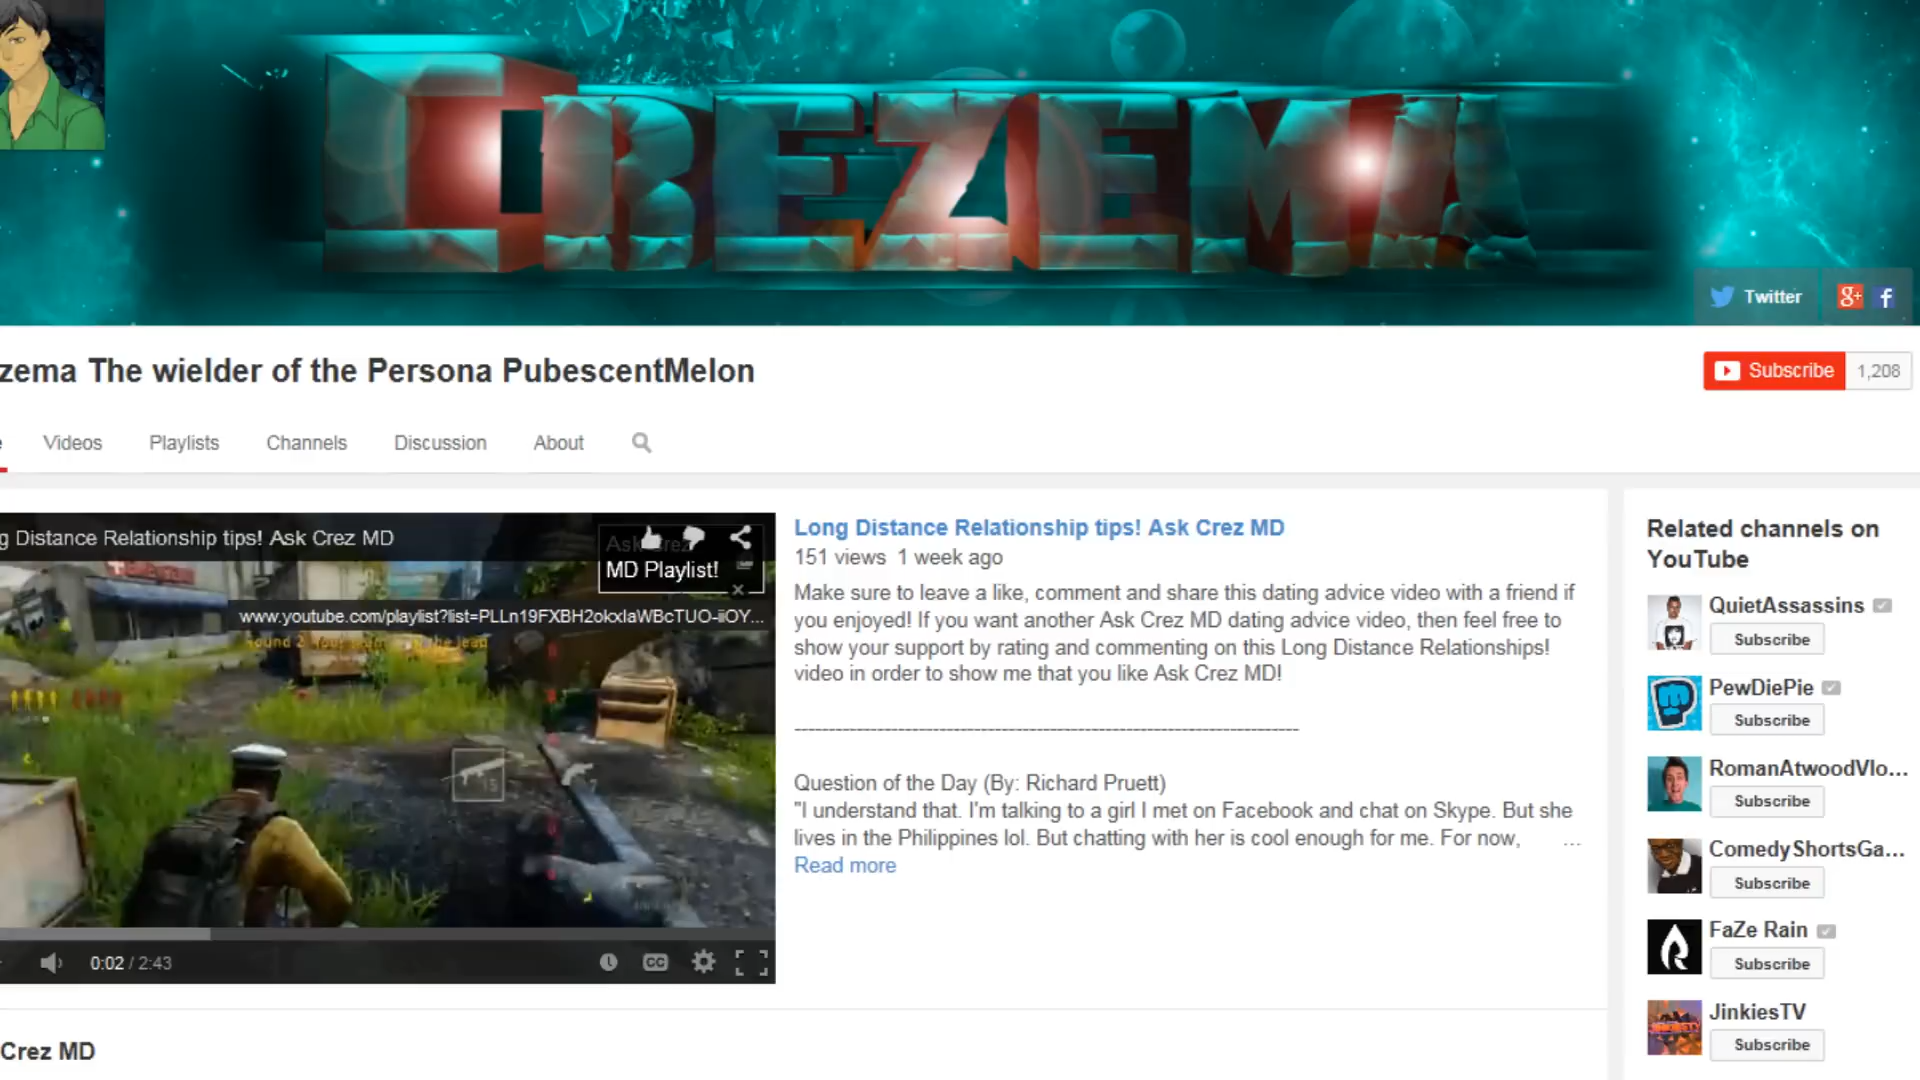 CREZEMA
Twitter
zema The wielder of the Persona PubescentMelon
Subscribe 1,208
Videos Playlists Channels Discussion About
g Distance Relationship tips! Ask Crez MD
Ask Crez
MD Playlist!
www.youtube.com/playlist?list=PLLn19FXBH2okxlaWBcTUO-iiOY...
0:02 / 2:43
CC
Long Distance Relationship tips! Ask Crez MD
151 views 1 week ago
Make sure to leave a like, comment and share this dating advice video with a friend if
you enjoyed! If you want another Ask Crez MD dating advice video, then feel free to
show your support by rating and commenting on this Long Distance Relationships!
video in order to show me that you like Ask Crez MD!
Question of the Day (By: Richard Pruett)
"I understand that. I'm talking to a girl I met on Facebook and chat on Skype. But she
lives in the Philippines lol. But chatting with her is cool enough for me. For now, ...
Read more
Related channels on
YouTube
QuietAssassins
Subscribe
PewDiePie
Subscribe
RomanAtwoodVlo...
Subscribe
ComedyShortsGa...
Subscribe
FaZe Rain
Subscribe
JinkiesTV
Subscribe
Crez MD